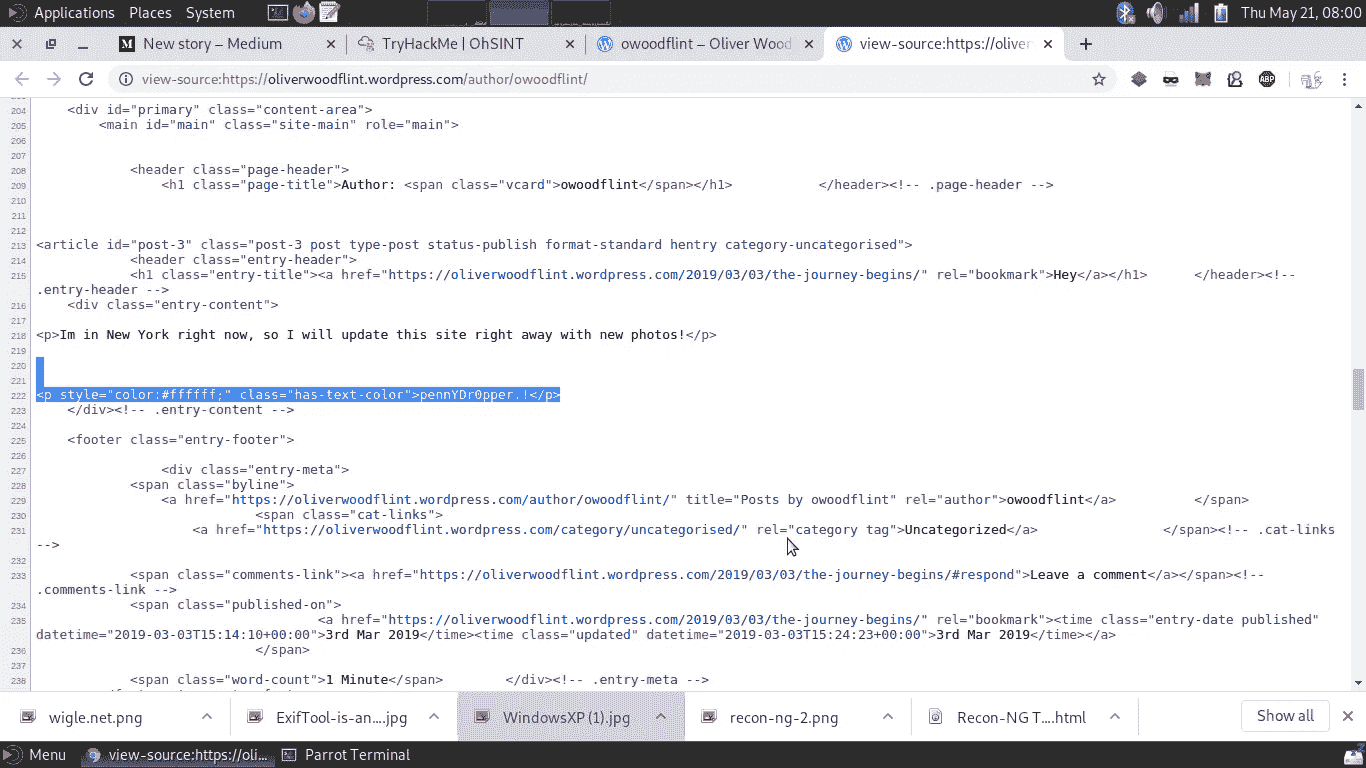 Applications Places System Thu May 21, 08:00
New story – Medium TryHackMe | OhSINT owoodflint – Oliver Wood view-source:https://oliver
view-source:https://oliverwoodflint.wordpress.com/author/owoodflint/
204 <div id="primary" class="content-area">
205 <main id="main" class="site-main" role="main">
206
207
208 <header class="page-header">
209 <h1 class="page-title">Author: <span class="vcard">owoodflint</span></h1> </header><!-- .page-header -->
210
211
212
213 <article id="post-3" class="post-3 post type-post status-publish format-standard hentry category-uncategorised">
214 <header class="entry-header">
215 <h1 class="entry-title"><a href="https://oliverwoodflint.wordpress.com/2019/03/03/the-journey-begins/" rel="bookmark">Hey</a></h1> </header><!--
.entry-header -->
216 <div class="entry-content">
217
218 <p>Im in New York right now, so I will update this site right away with new photos!</p>
219
220
221
222 <p style="color:#ffffff;" class="has-text-color">pennYDr0pper.!</p>
223 </div><!-- .entry-content -->
224
225 <footer class="entry-footer">
226
227 <div class="entry-meta">
228 <span class="byline">
229 <a href="https://oliverwoodflint.wordpress.com/author/owoodflint/" title="Posts by owoodflint" rel="author">owoodflint</a> </span>
230 <span class="cat-links">
231 <a href="https://oliverwoodflint.wordpress.com/category/uncategorised/" rel="category tag">Uncategorized</a> </span><!-- .cat-links
-->
232
233 <span class="comments-link"><a href="https://oliverwoodflint.wordpress.com/2019/03/03/the-journey-begins/#respond">Leave a comment</a></span><!--
.comments-link -->
234 <span class="published-on">
235 <a href="https://oliverwoodflint.wordpress.com/2019/03/03/the-journey-begins/" rel="bookmark"><time class="entry-date published"
datetime="2019-03-03T15:14:10+00:00">3rd Mar 2019</time><time class="updated" datetime="2019-03-03T15:24:23+00:00">3rd Mar 2019</time></a>
236 </span>
237
238 <span class="word-count">1 Minute</span> </div><!-- .entry-meta -->
wigle.net.png ExifTool-is-an....jpg WindowsXP (1).jpg recon-ng-2.png Recon-NG T....html Show all
Menu view-source:https://oli... Parrot Terminal